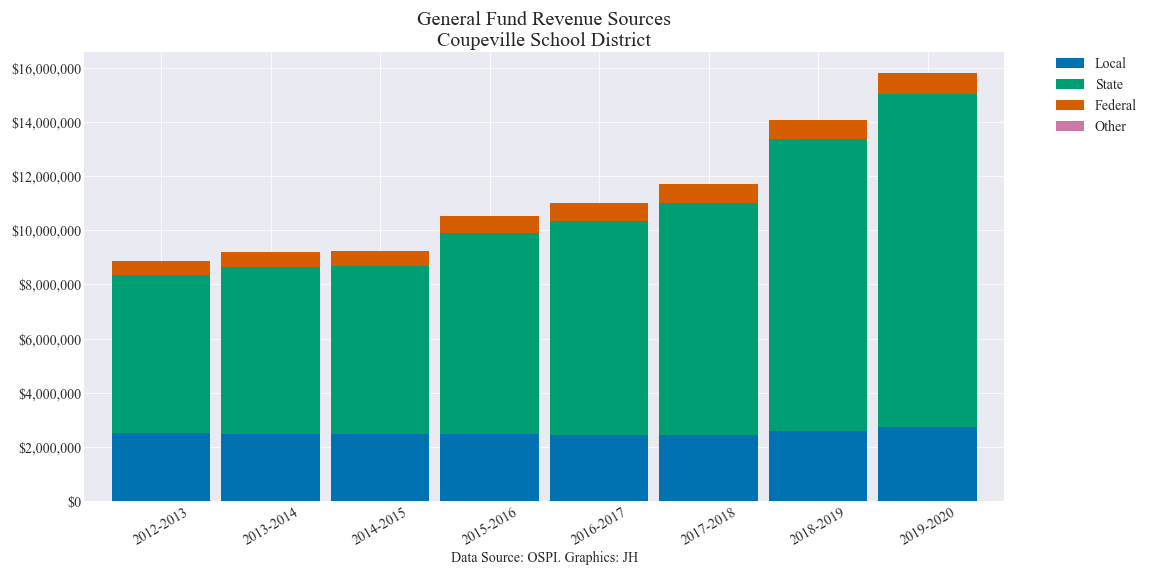 General Fund Revenue Sources
Coupeville School District
$16,000,000
$14,000,000
$12,000,000
$10,000,000
$8,000,000
$6,000,000
$4,000,000
$2,000,000
$0
Local
State
Federal
Other
2012-2013
2013-2014
2014-2015
2015-2016
2016-2017
2017-2018
2018-2019
2019-2020
Data Source: OSPI. Graphics: JH